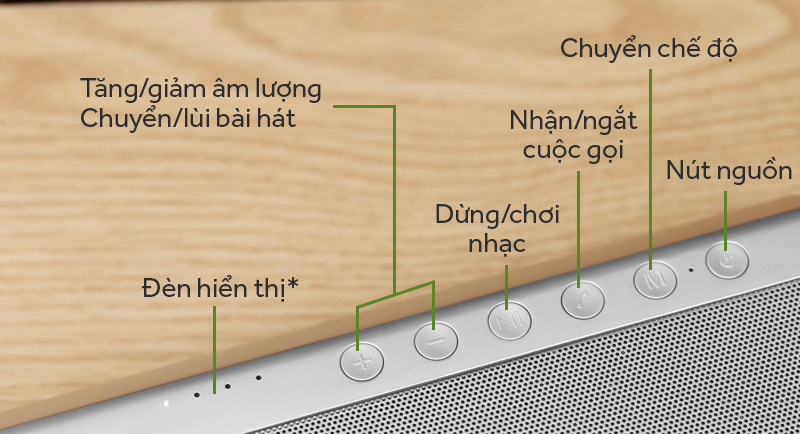 Chuyển chế độ
Tăng/giảm âm lượng
Chuyển/lùi bài hát
Nhận/ngắt
cuộc gọi
Nút nguồn
Dừng/chơi
nhạc
Đèn hiển thị*
M